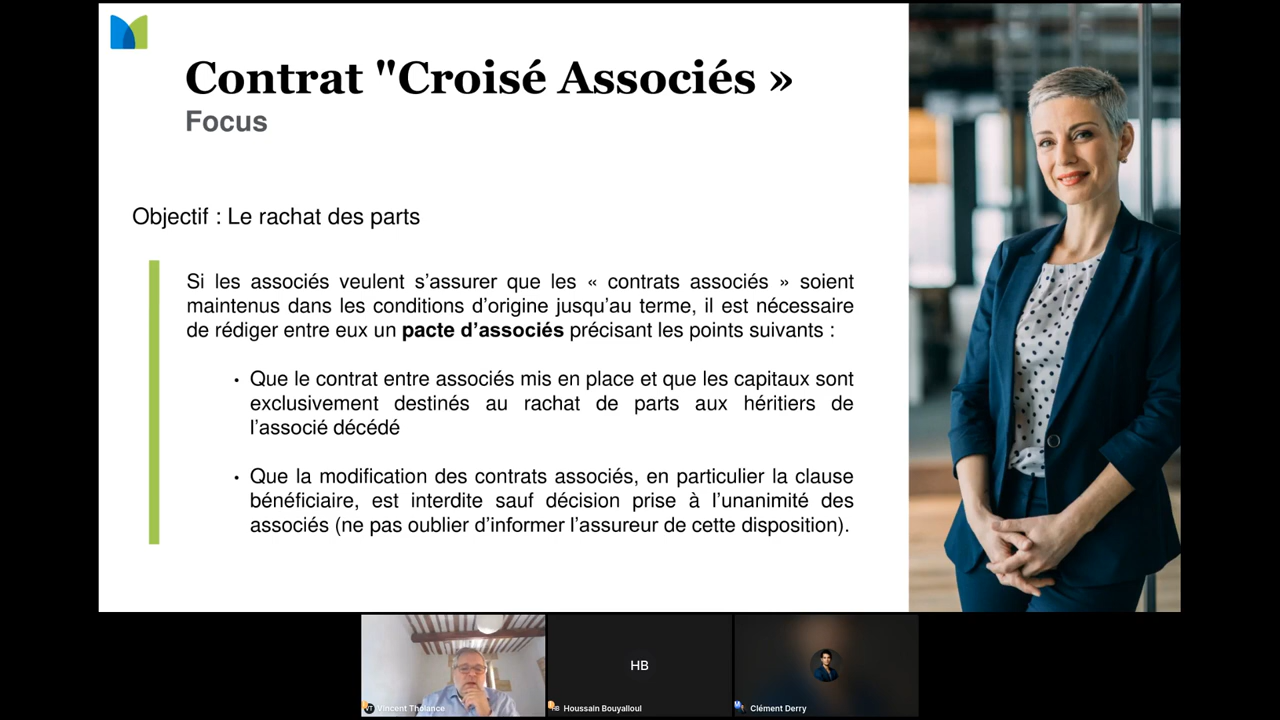 Contrat "Croisé Associés »
Focus
Objectif : Le rachat des parts
Si les associés veulent s’assurer que les « contrats associés » soient
maintenus dans les conditions d’origine jusqu’au terme, il est nécessaire
de rédiger entre eux un pacte d’associés précisant les points suivants :
• Que le contrat entre associés mis en place et que les capitaux sont
exclusivement destinés au rachat de parts aux héritiers de
l’associé décédé
• Que la modification des contrats associés, en particulier la clause
bénéficiaire, est interdite sauf décision prise à l’unanimité des
associés (ne pas oublier d’informer l’assureur de cette disposition).
HB
VT Vincent Tholance
HB Houssain Bouyalloul
Clément Derry